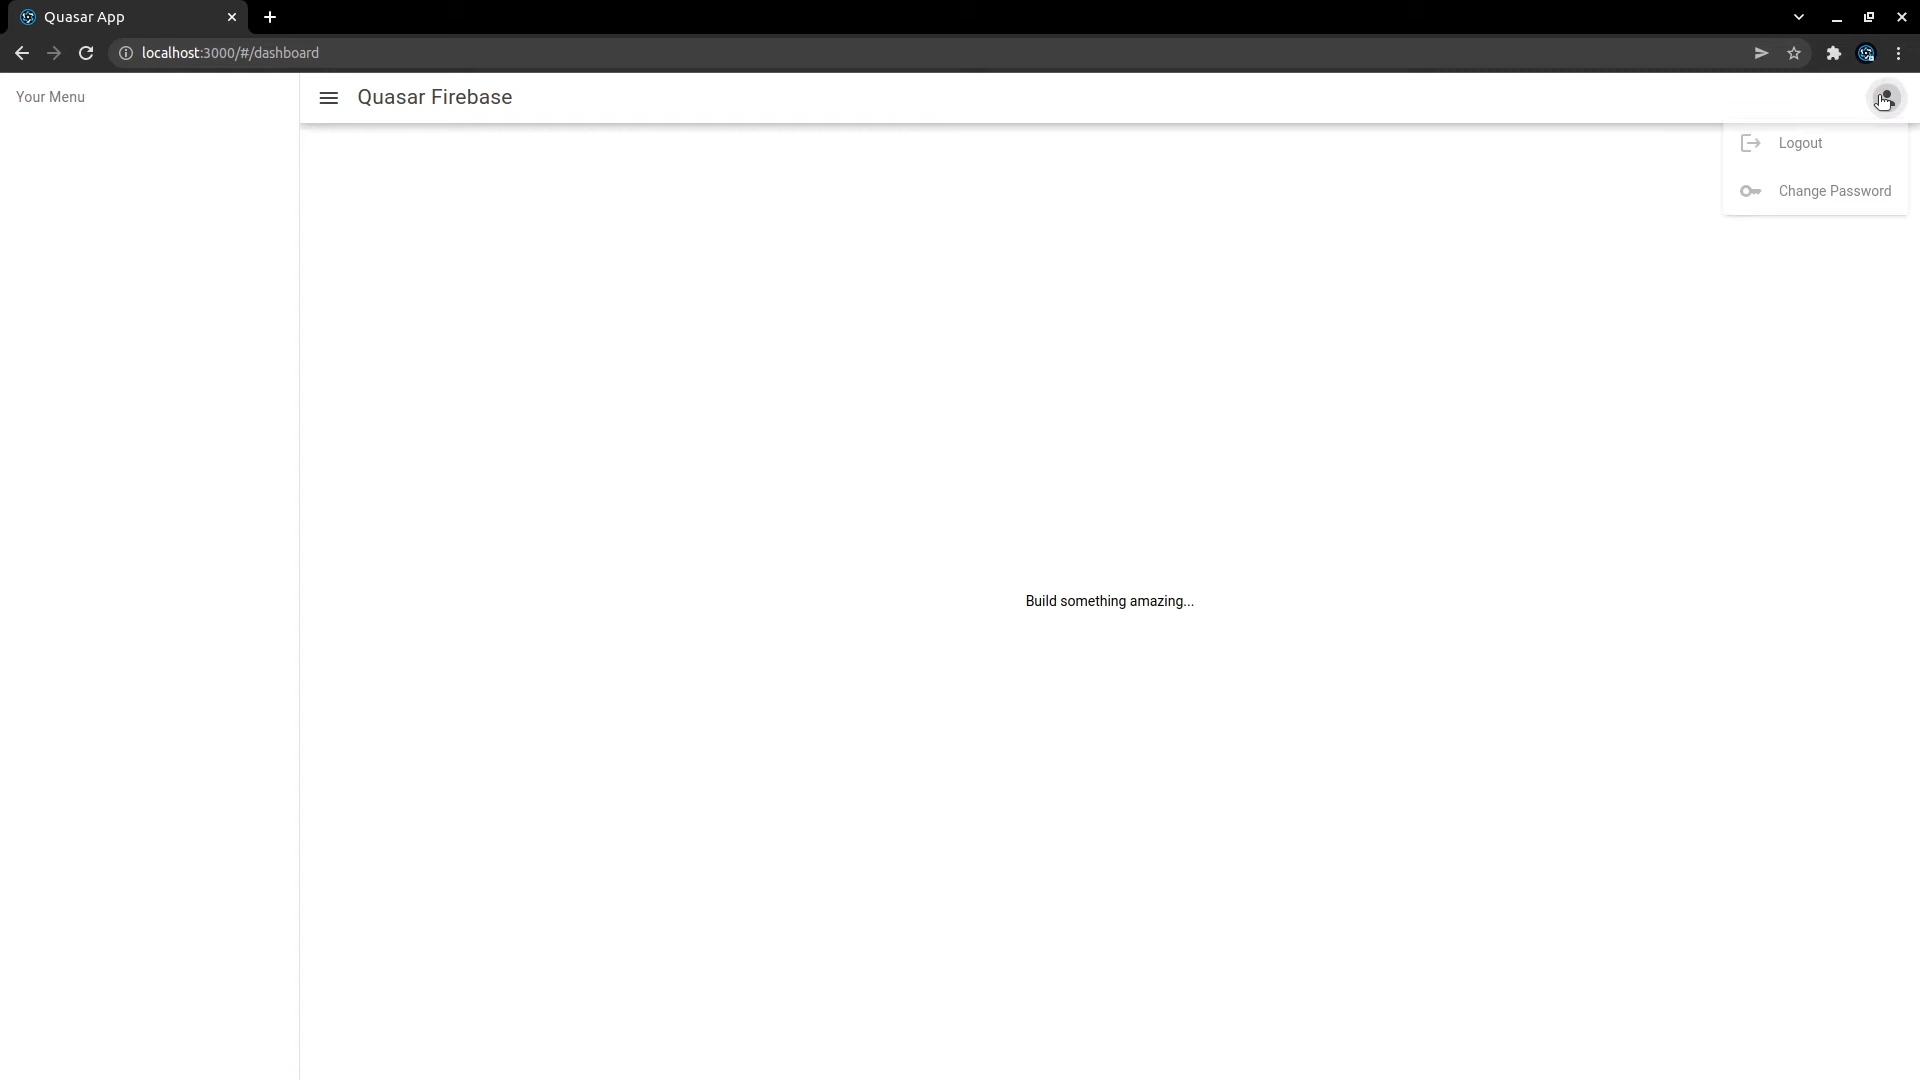 Quasar App
localhost:3000/#/dashboard
Your Menu
Quasar Firebase
Logout
Change Password
Build something amazing...